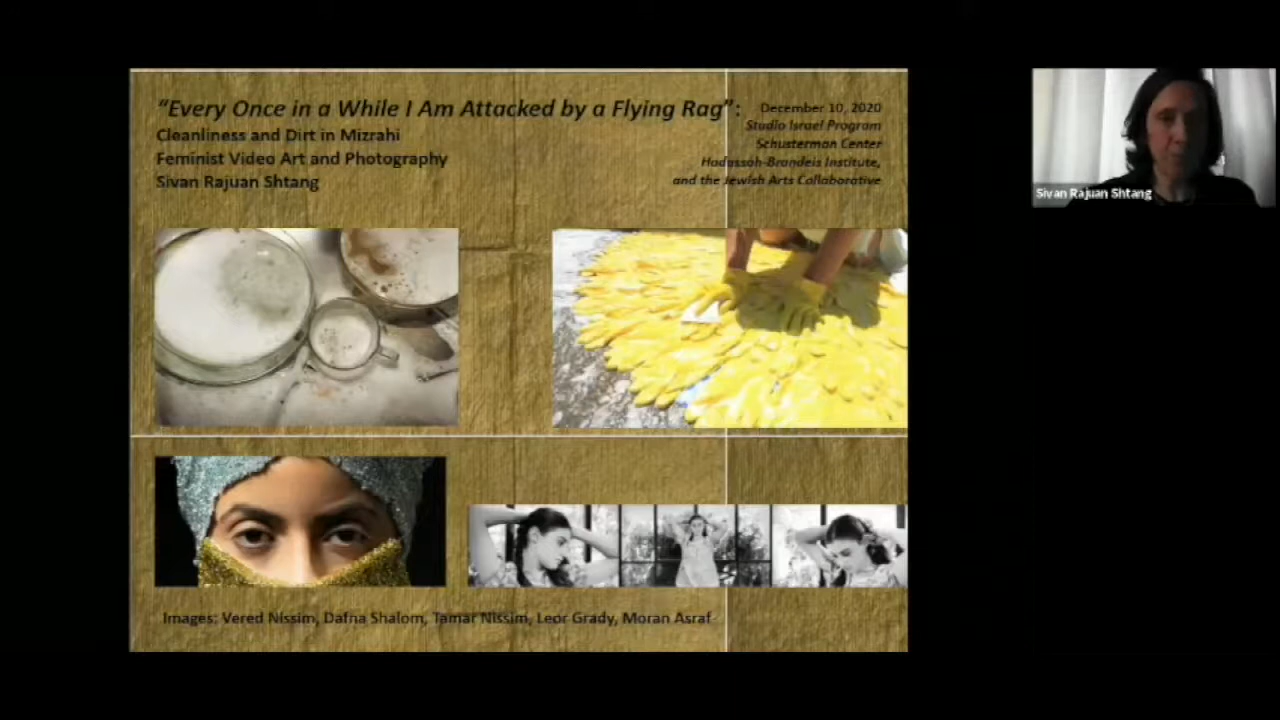 “Every Once in a While I Am Attacked by a Flying Rag”:
Cleanliness and Dirt in Mizrahi
Feminist Video Art and Photography
Sivan Rajuan Shtang
December 10, 2020
Studio Israel Program
Schusterman Center
Hadassah-Brandeis Institute,
and the Jewish Arts Collaborative
Sivan Rajuan Shtang
Images: Vered Nissim, Dafna Shalom, Tamar Nissim, Leor Grady, Moran Asraf